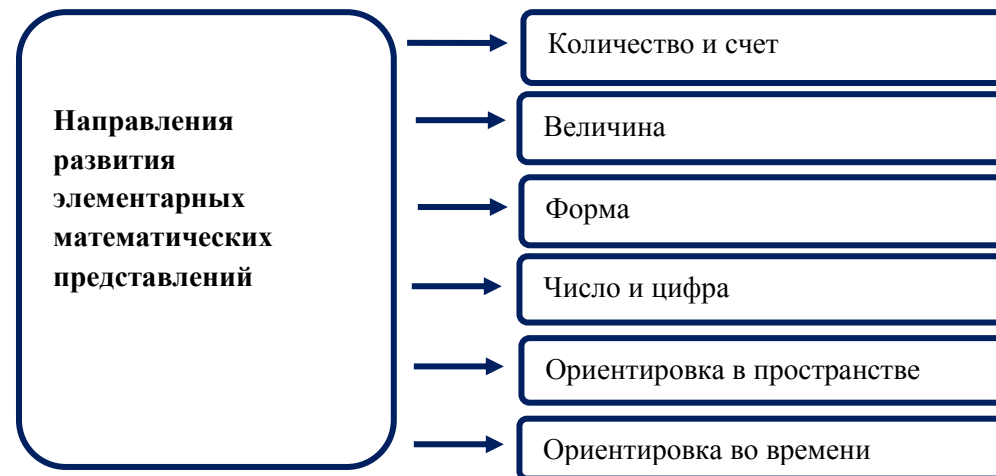 Направления
развития
элементарных
математических
представлений
Количество и счет
Величина
Форма
Число и цифра
Ориентировка в пространстве
Ориентировка во времени